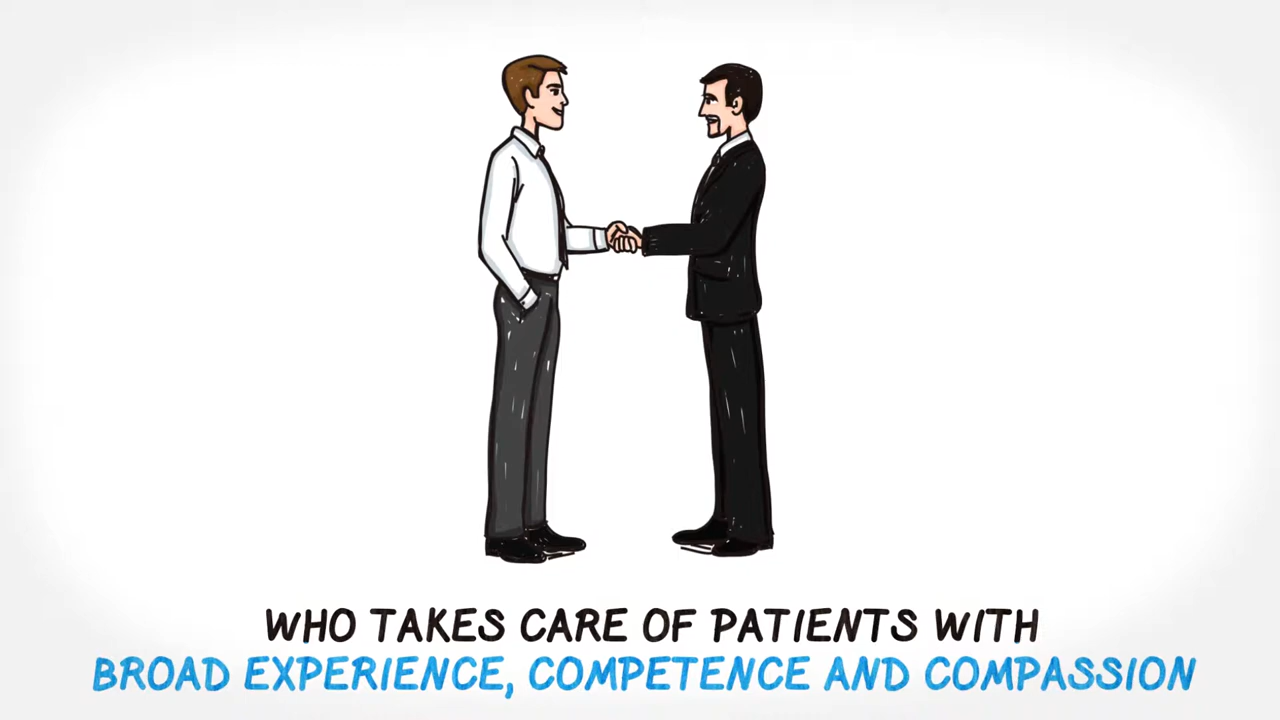 WHO TAKES CARE OF PATIENTS WITH
BROAD EXPERIENCE, COMPETENCE AND COMPASSION